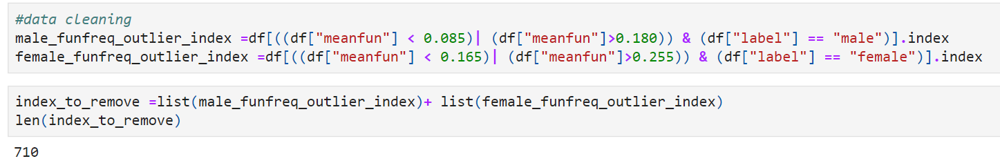 #data cleaning
male_funfreq_outlier_index =df[((df["meanfun"] < 0.085)| (df["meanfun"]>0.180)) & (df["label"] == "male")].index
female_funfreq_outlier_index =df[((df["meanfun"] < 0.165)| (df["meanfun"]>0.255)) & (df["label"] == "female")].index
index_to_remove =list(male_funfreq_outlier_index)+ list(female_funfreq_outlier_index)
len(index_to_remove)
710